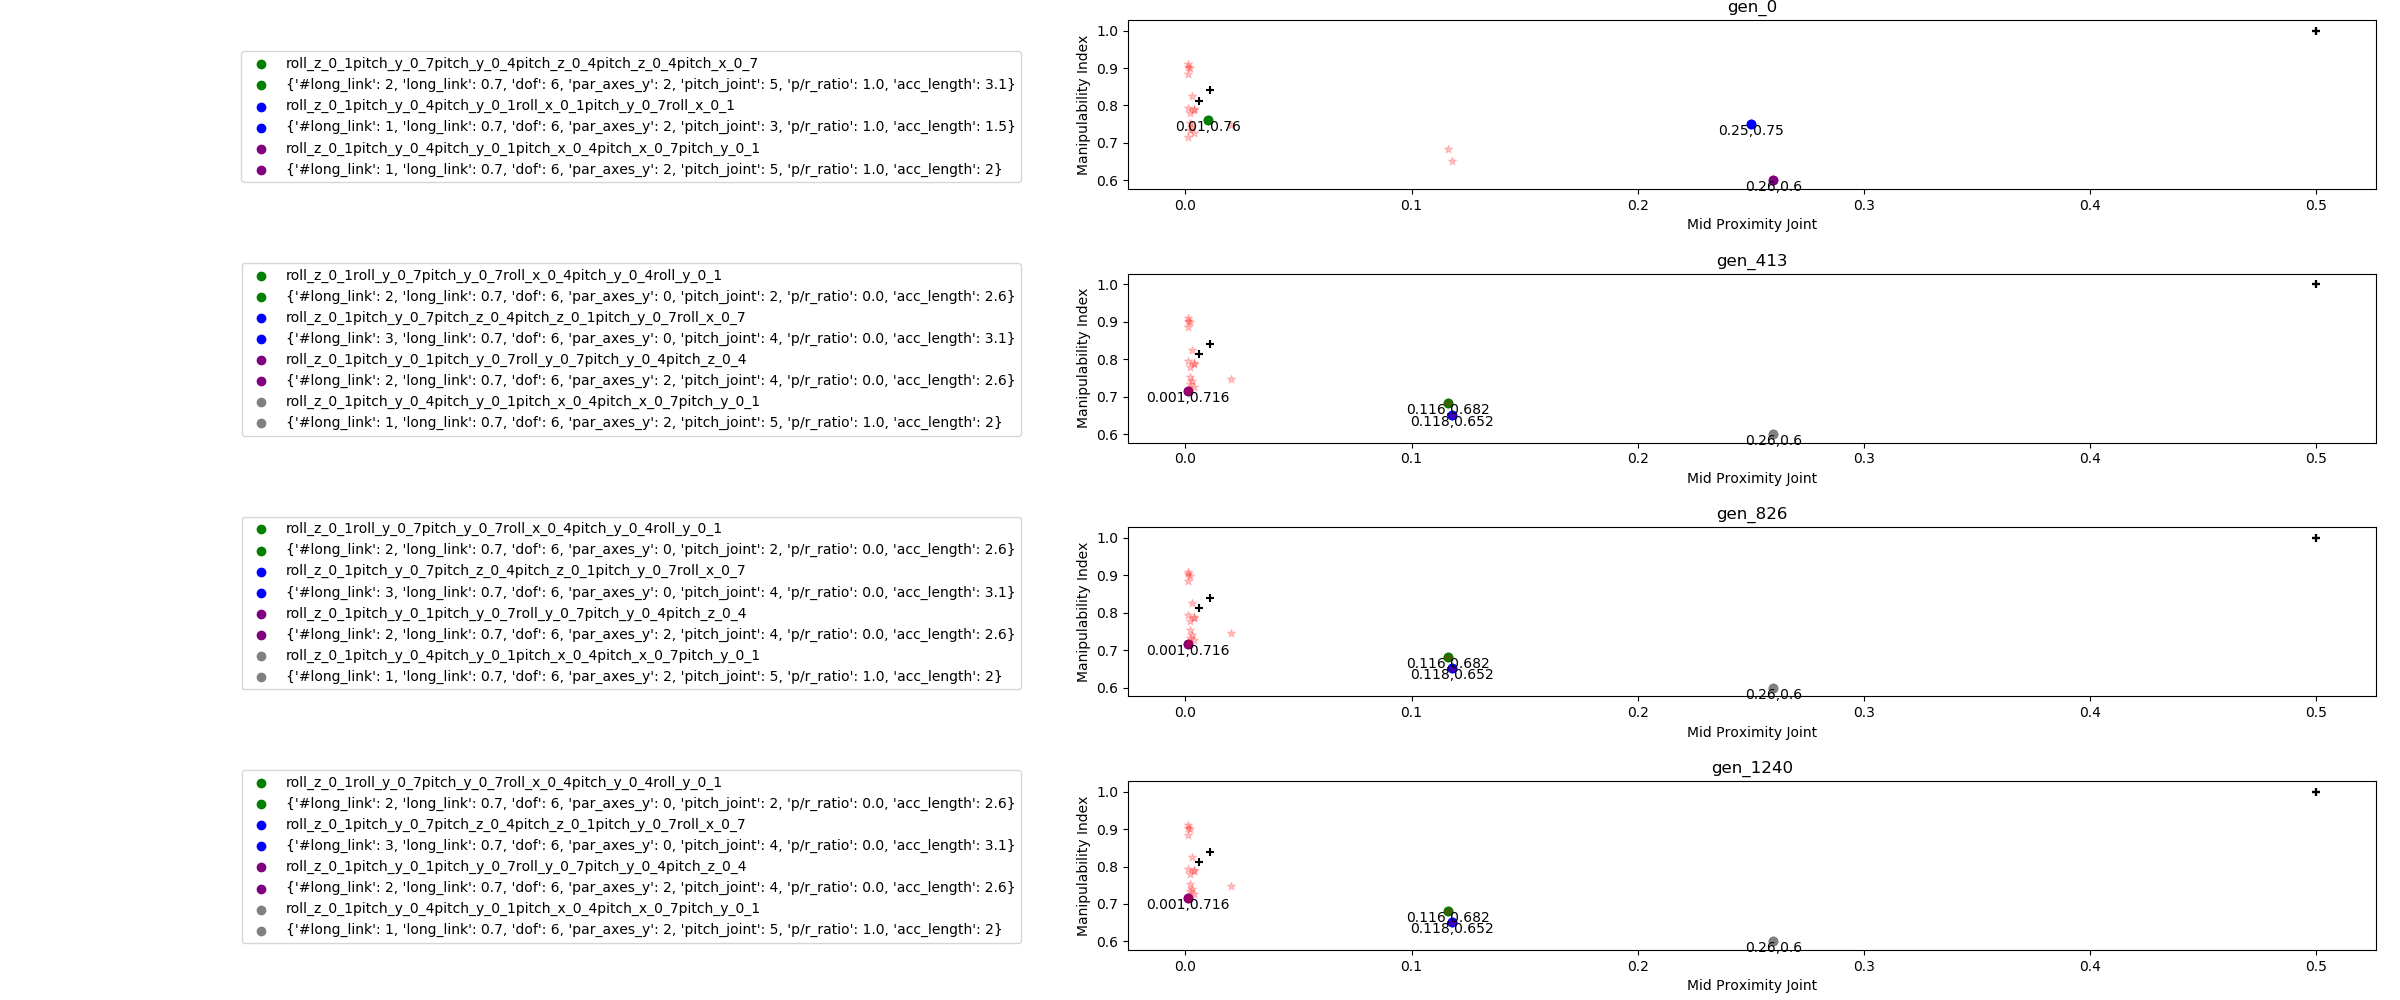 gen_0
roll_z_0_1pitch_y_0_7pitch_y_0_4pitch_z_0_4pitch_z_0_4pitch_x_0_7
{'#long_link': 2, 'long_link': 0.7, 'dof': 6, 'par_axes_y': 2, 'pitch_joint': 5, 'p/r_ratio': 1.0, 'acc_length': 3.1}
roll_z_0_1pitch_y_0_4pitch_y_0_1roll_x_0_1pitch_y_0_7roll_x_0_1
{'#long_link': 1, 'long_link': 0.7, 'dof': 6, 'par_axes_y': 2, 'pitch_joint': 3, 'p/r_ratio': 1.0, 'acc_length': 1.5}
roll_z_0_1pitch_y_0_4pitch_y_0_1pitch_x_0_4pitch_x_0_7pitch_y_0_1
{'#long_link': 1, 'long_link': 0.7, 'dof': 6, 'par_axes_y': 2, 'pitch_joint': 5, 'p/r_ratio': 1.0, 'acc_length': 2}
Manipulability Index
1.0
0.9
0.8
0.7
0.6
0.01,0.76
0.25,0.75
0.26,0.6
0.0 0.1 0.2 0.3 0.4 0.5
Mid Proximity Joint
gen_413
roll_z_0_1roll_y_0_7pitch_y_0_7roll_x_0_4pitch_y_0_4roll_y_0_1
{'#long_link': 2, 'long_link': 0.7, 'dof': 6, 'par_axes_y': 0, 'pitch_joint': 2, 'p/r_ratio': 0.0, 'acc_length': 2.6}
roll_z_0_1pitch_y_0_7pitch_z_0_4pitch_z_0_1pitch_y_0_7roll_x_0_7
{'#long_link': 3, 'long_link': 0.7, 'dof': 6, 'par_axes_y': 0, 'pitch_joint': 4, 'p/r_ratio': 0.0, 'acc_length': 3.1}
roll_z_0_1pitch_y_0_1pitch_y_0_7roll_y_0_7pitch_y_0_4pitch_z_0_4
{'#long_link': 2, 'long_link': 0.7, 'dof': 6, 'par_axes_y': 2, 'pitch_joint': 4, 'p/r_ratio': 0.0, 'acc_length': 2.6}
roll_z_0_1pitch_y_0_4pitch_y_0_1pitch_x_0_4pitch_x_0_7pitch_y_0_1
{'#long_link': 1, 'long_link': 0.7, 'dof': 6, 'par_axes_y': 2, 'pitch_joint': 5, 'p/r_ratio': 1.0, 'acc_length': 2}
Manipulability Index
1.0
0.9
0.8
0.7
0.6
0.001,0.716
0.116,0.682
0.118,0.652
0.26,0.6
0.0 0.1 0.2 0.3 0.4 0.5
Mid Proximity Joint
gen_826
roll_z_0_1roll_y_0_7pitch_y_0_7roll_x_0_4pitch_y_0_4roll_y_0_1
{'#long_link': 2, 'long_link': 0.7, 'dof': 6, 'par_axes_y': 0, 'pitch_joint': 2, 'p/r_ratio': 0.0, 'acc_length': 2.6}
roll_z_0_1pitch_y_0_7pitch_z_0_4pitch_z_0_1pitch_y_0_7roll_x_0_7
{'#long_link': 3, 'long_link': 0.7, 'dof': 6, 'par_axes_y': 0, 'pitch_joint': 4, 'p/r_ratio': 0.0, 'acc_length': 3.1}
roll_z_0_1pitch_y_0_1pitch_y_0_7roll_y_0_7pitch_y_0_4pitch_z_0_4
{'#long_link': 2, 'long_link': 0.7, 'dof': 6, 'par_axes_y': 2, 'pitch_joint': 4, 'p/r_ratio': 0.0, 'acc_length': 2.6}
roll_z_0_1pitch_y_0_4pitch_y_0_1pitch_x_0_4pitch_x_0_7pitch_y_0_1
{'#long_link': 1, 'long_link': 0.7, 'dof': 6, 'par_axes_y': 2, 'pitch_joint': 5, 'p/r_ratio': 1.0, 'acc_length': 2}
Manipulability Index
1.0
0.9
0.8
0.7
0.6
0.001,0.716
0.116,0.682
0.118,0.652
0.26,0.6
0.0 0.1 0.2 0.3 0.4 0.5
Mid Proximity Joint
gen_1240
roll_z_0_1roll_y_0_7pitch_y_0_7roll_x_0_4pitch_y_0_4roll_y_0_1
{'#long_link': 2, 'long_link': 0.7, 'dof': 6, 'par_axes_y': 0, 'pitch_joint': 2, 'p/r_ratio': 0.0, 'acc_length': 2.6}
roll_z_0_1pitch_y_0_7pitch_z_0_4pitch_z_0_1pitch_y_0_7roll_x_0_7
{'#long_link': 3, 'long_link': 0.7, 'dof': 6, 'par_axes_y': 0, 'pitch_joint': 4, 'p/r_ratio': 0.0, 'acc_length': 3.1}
roll_z_0_1pitch_y_0_1pitch_y_0_7roll_y_0_7pitch_y_0_4pitch_z_0_4
{'#long_link': 2, 'long_link': 0.7, 'dof': 6, 'par_axes_y': 2, 'pitch_joint': 4, 'p/r_ratio': 0.0, 'acc_length': 2.6}
roll_z_0_1pitch_y_0_4pitch_y_0_1pitch_x_0_4pitch_x_0_7pitch_y_0_1
{'#long_link': 1, 'long_link': 0.7, 'dof': 6, 'par_axes_y': 2, 'pitch_joint': 5, 'p/r_ratio': 1.0, 'acc_length': 2}
Manipulability Index
1.0
0.9
0.8
0.7
0.6
0.001,0.716
0.116,0.682
0.118,0.652
0.26,0.6
0.0 0.1 0.2 0.3 0.4 0.5
Mid Proximity Joint